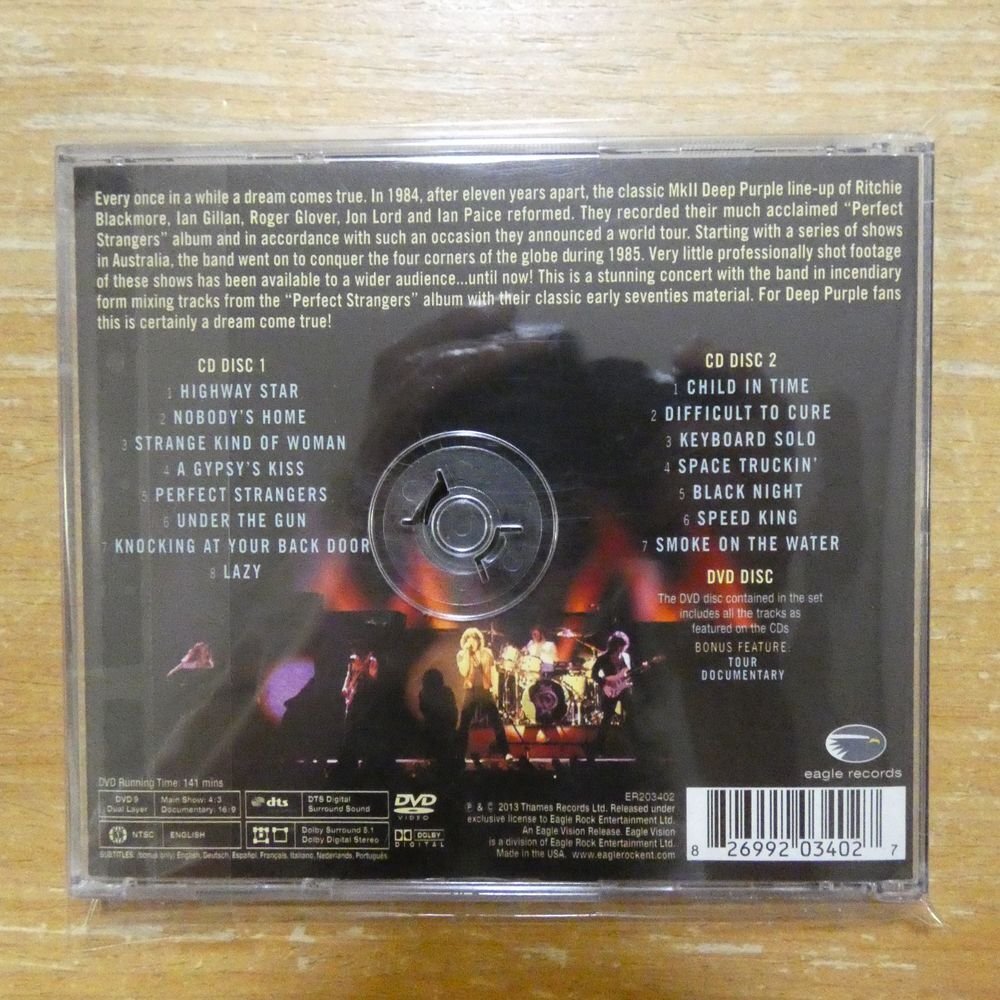 Every once in a while a dream comes true. In 1984, after eleven years apart, the classic MkII Deep Purple line-up of Ritchie
Blackmore, Ian Gillan, Roger Glover, Jon Lord and Ian Paice reformed. They recorded their much acclaimed “Perfect
Strangers” album and in accordance with such an occasion they announced a world tour. Starting with a series of shows
in Australia, the band went on to conquer the four corners of the globe during 1985. Very little professionally shot footage
of these shows has been available to a wider audience...until now! This is a stunning concert with the band in incendiary
form mixing tracks from the “Perfect Strangers” album with their classic early seventies material. For Deep Purple fans
this is certainly a dream come true!
CD DISC 1
1 HIGHWAY STAR
2 NOBODY'S HOME
3 STRANGE KIND OF WOMAN
4 A GYPSY'S KISS
5 PERFECT STRANGERS
6 UNDER THE GUN
7 KNOCKING AT YOUR BACK DOOR
8 LAZY
CD DISC 2
1 CHILD IN TIME
2 DIFFICULT TO CURE
3 KEYBOARD SOLO
4 SPACE TRUCKIN'
5 BLACK NIGHT
6 SPEED KING
7 SMOKE ON THE WATER
DVD DISC
The DVD disc contained in the set
includes all the tracks as
featured on the CDs
BONUS FEATURE:
TOUR
DOCUMENTARY
eagle records
DVD Running Time: 141 mins
DVD 9
Dual Layer
Main Show: 4:3
Documentary: 16:9
dts
DTS Digital
Surround Sound
DVD
VIDEO
NTSC
ENGLISH
Dolby Surround 5.1
Dolby Digital Stereo
DOLBY
DIGITAL
SUBTITLES: (bonus only) English, Deutsch, Español, Français, Italiano, Nederlands, Português
ER203402
℗ & © 2013 Thames Records Ltd. Released under
exclusive license to Eagle Rock Entertainment Ltd.
An Eagle Vision Release. Eagle Vision
is a division of Eagle Rock Entertainment Ltd.
Made in the USA. www.eaglerockent.com
8 26992 03402 7